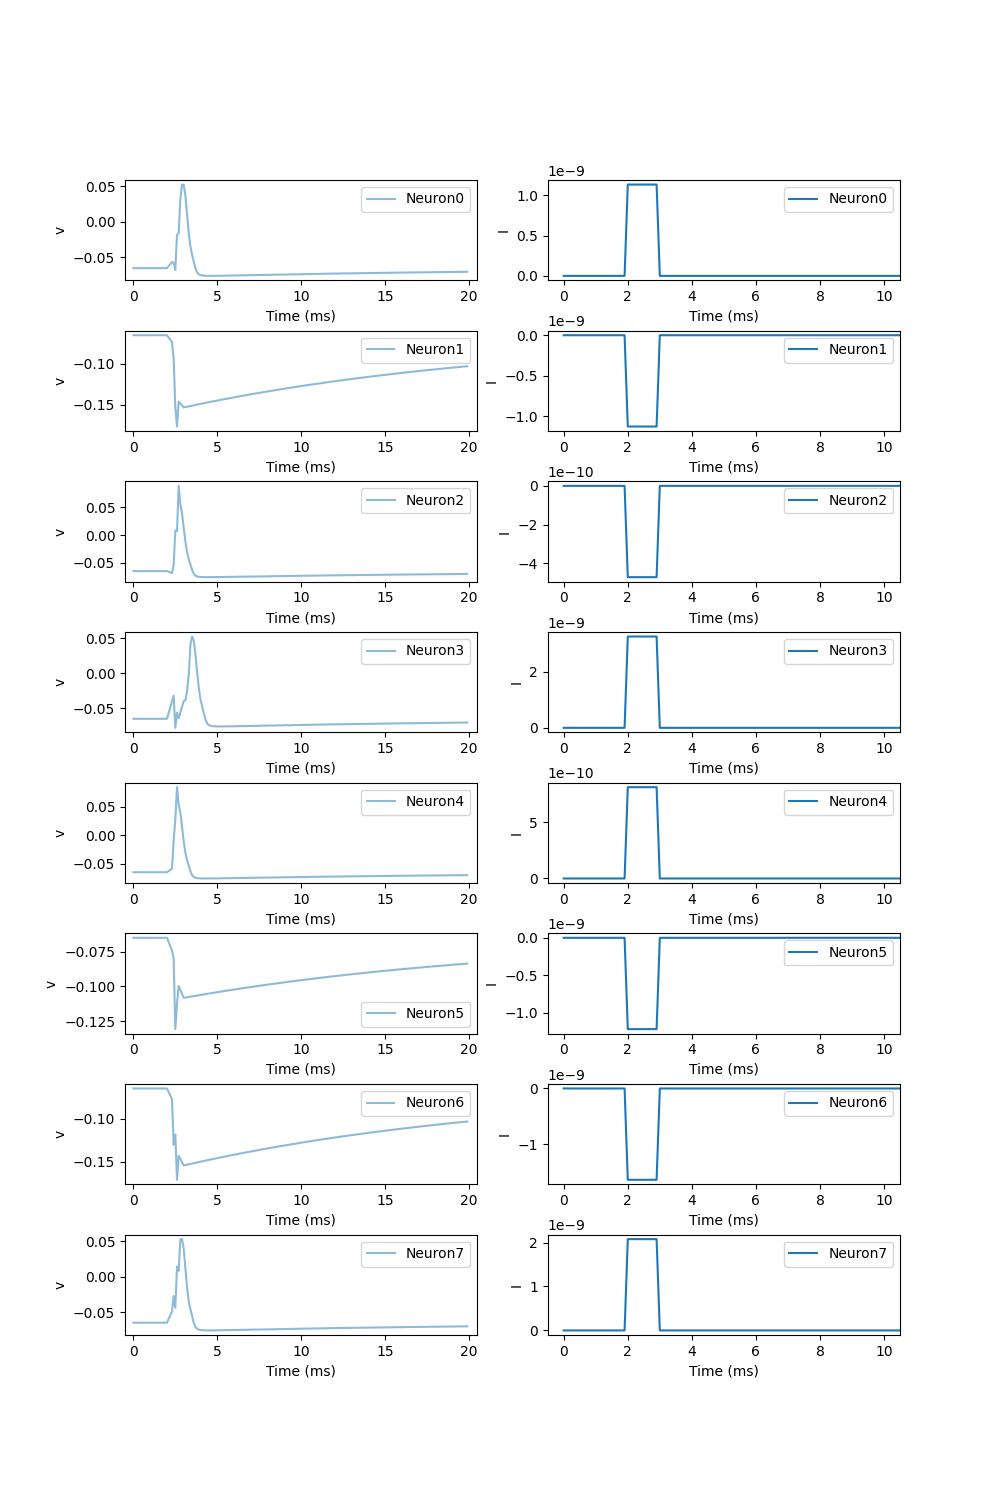 1e−9
0.05
0.00
−0.05
v
Neuron0
0 5 10 15 20
Time (ms)
1.0
0.5
0.0
I
Neuron0
0 2 4 6 8 10
Time (ms)
1e−9
−0.10
−0.15
v
Neuron1
0 5 10 15 20
Time (ms)
0.0
−0.5
−1.0
I
Neuron1
0 2 4 6 8 10
Time (ms)
1e−10
0.05
0.00
−0.05
v
Neuron2
0 5 10 15 20
Time (ms)
0
−2
−4
I
Neuron2
0 2 4 6 8 10
Time (ms)
1e−9
0.05
0.00
−0.05
v
Neuron3
0 5 10 15 20
Time (ms)
2
0
I
Neuron3
0 2 4 6 8 10
Time (ms)
1e−10
0.05
0.00
−0.05
v
Neuron4
0 5 10 15 20
Time (ms)
5
0
I
Neuron4
0 2 4 6 8 10
Time (ms)
1e−9
−0.075
−0.100
−0.125
v
Neuron5
0 5 10 15 20
Time (ms)
0.0
−0.5
−1.0
I
Neuron5
0 2 4 6 8 10
Time (ms)
1e−9
−0.10
−0.15
v
Neuron6
0 5 10 15 20
Time (ms)
0
−1
I
Neuron6
0 2 4 6 8 10
Time (ms)
1e−9
0.05
0.00
−0.05
v
Neuron7
0 5 10 15 20
Time (ms)
2
1
0
I
Neuron7
0 2 4 6 8 10
Time (ms)